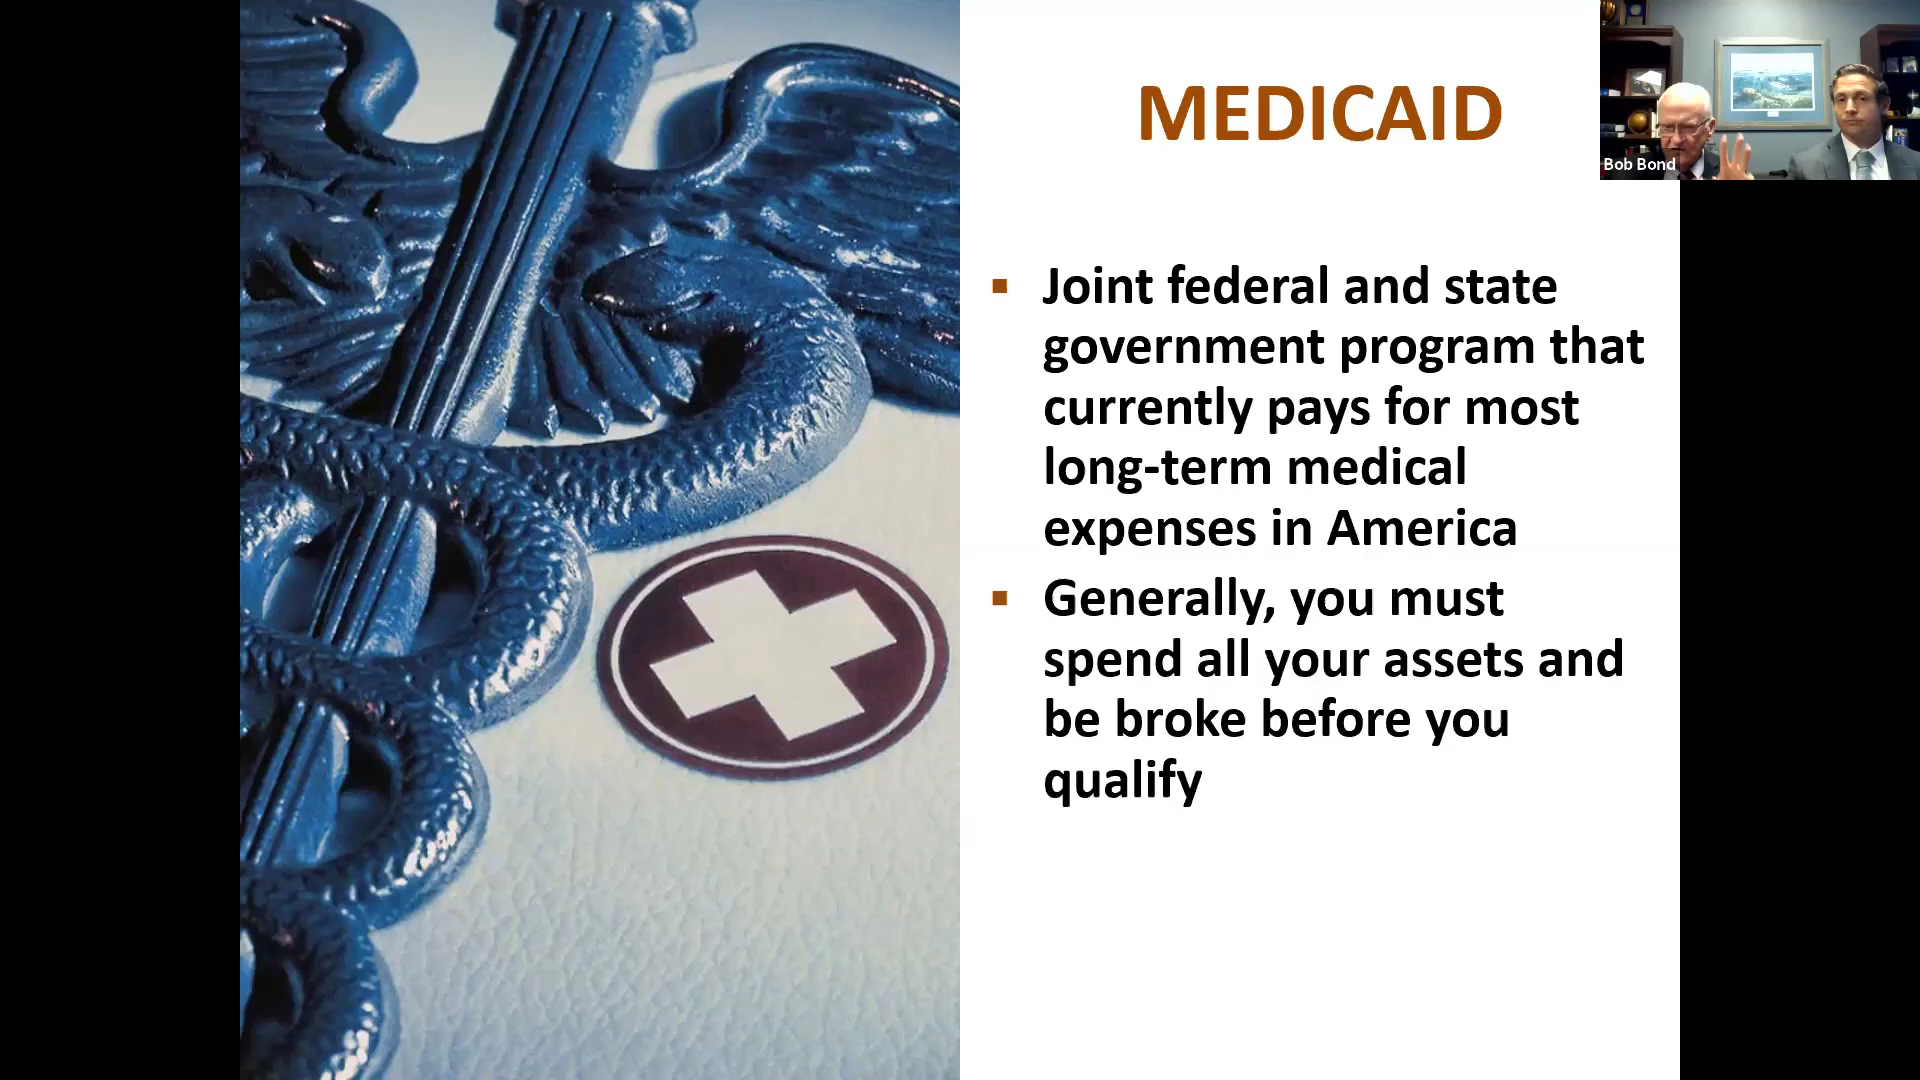 MEDICAID
Bob Bond
▪ Joint federal and state
government program that
currently pays for most
long-term medical
expenses in America
▪ Generally, you must
spend all your assets and
be broke before you
qualify